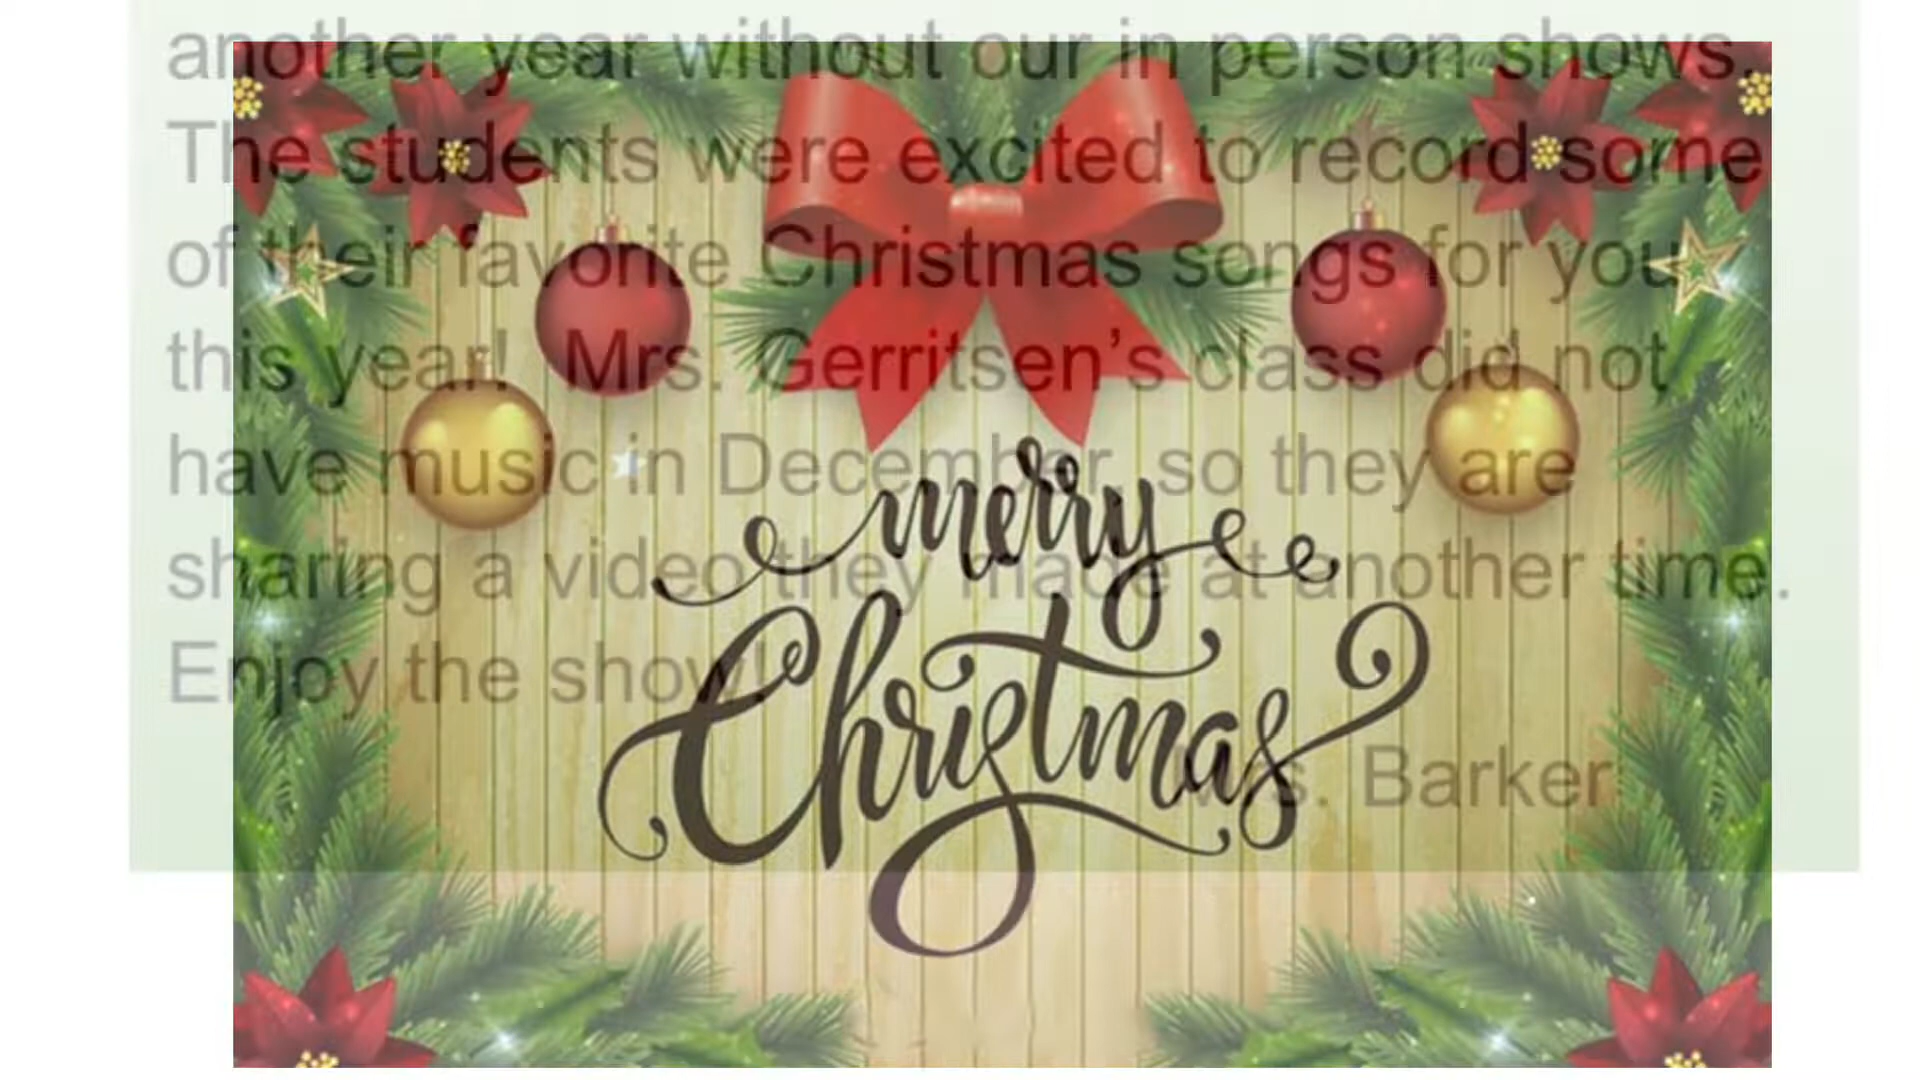 another year without our in person shows.
The students were excited to record some
of their favorite Christmas songs for you
this year!  Mrs. Gerritsen’s class did not
have music in December, so they are
sharing a video they made at another time.
Enjoy the show!
Mrs. Barker
merry
Christmas